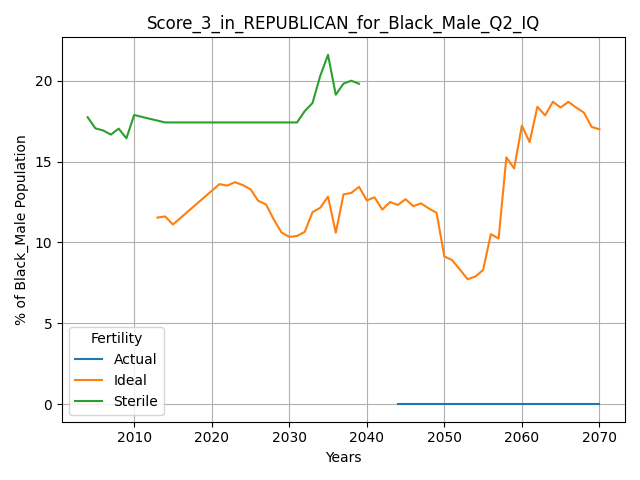 Score_3_in_REPUBLICAN_for_Black_Male_Q2_IQ
% of Black_Male Population
20
15
10
5
0
Fertility
Actual
Ideal
Sterile
2010 2020 2030 2040 2050 2060 2070
Years